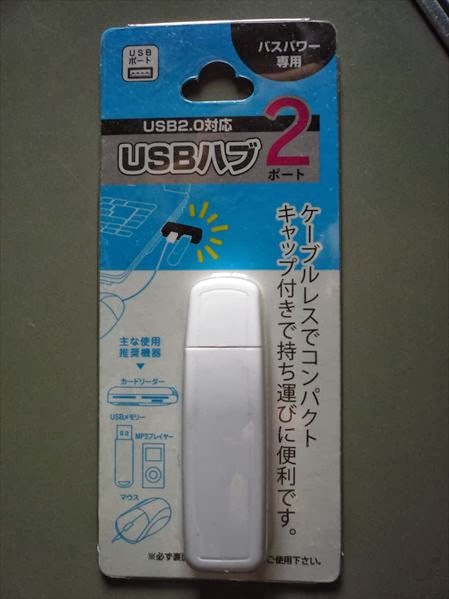 USB
ポート
バスパワー
専用
USB2.0対応
USBハブ
2
ポート
ケーブルレスでコンパクト
キャップ付きで持ち運びに便利です。
主な使用
推奨機器
カードリーダー
USBメモリー
MP3プレイヤー
マウス
※必ず裏
ご使用下さい。